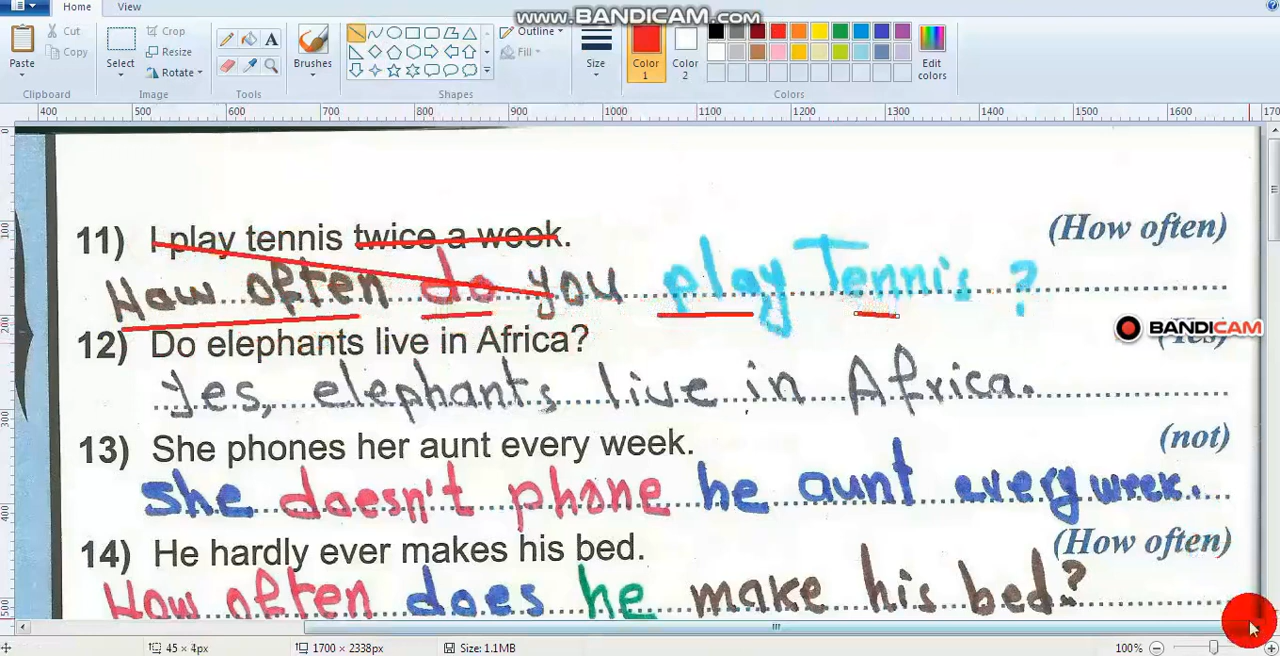 www.BANDICAM.com
Home View
Paste Cut Copy Select Crop Resize Rotate Brushes Outline Fill Size Color 1 Color 2 Edit colors
Clipboard Image Tools Shapes Colors
400 500 600 700 800 900 1000 1100 1200 1300 1400 1500 1600 1700
11) I play tennis twice a week. (How often)
How often do you play Tennis ?
BANDICAM
12) Do elephants live in Africa? (Yes)
Yes, elephants live in Africa.
13) She phones her aunt every week. (not)
She doesn't phone he aunt every week.
14) He hardly ever makes his bed. (How often)
How often does he make his bed?
45 × 4px 1700 × 2338px Size: 1.1MB 100%